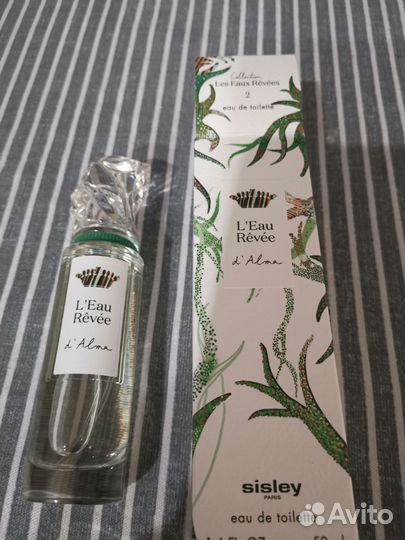 Collection
Les Eaux Rêvées
2
eau de toilette
L'Eau
Rêvée
d'Alma
L'Eau
Rêvée
d'Alma
sisley
PARIS
eau de toilette
Avito